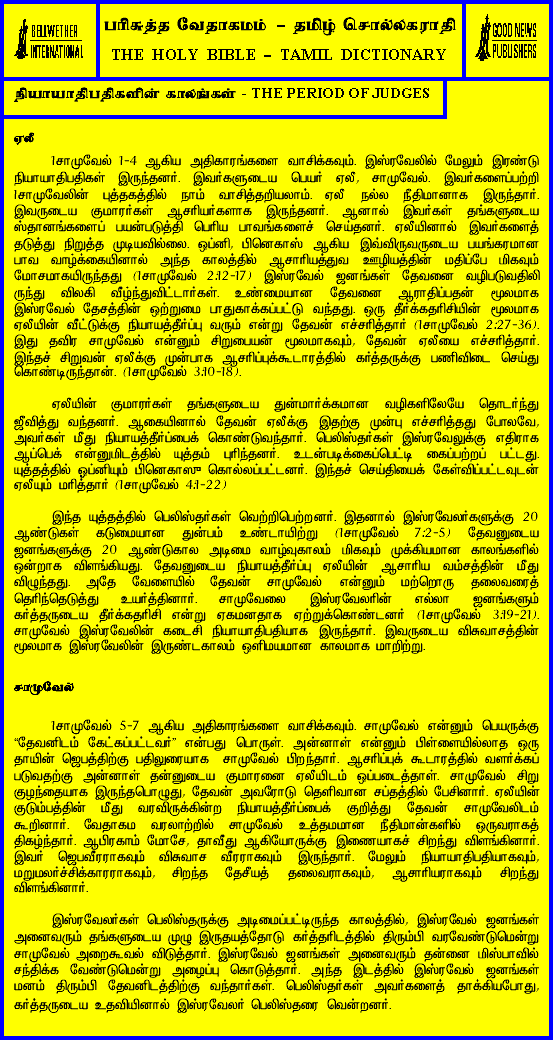 BELLWETHER
INTERNATIONAL
பரிசுத்த வேதாகமம் – தமிழ் சொல்லகராதி
THE HOLY BIBLE – TAMIL DICTIONARY
GOOD NEWS
PUBLISHERS
நியாயாதிபதிகளின் காலங்கள் - THE PERIOD OF JUDGES
ஏலீ
1சாமுவேல் 1-4 ஆகிய அதிகாரங்களை வாசிக்கவும். இஸ்ரவேலில் மேலும் இரண்டு
நியாயாதிபதிகள் இருந்தனர். இவர்களுடைய பெயர் ஏலீ, சாமுவேல். இவர்களைப்பற்றி
1சாமுவேலின் புத்தகத்தில் நாம் வாசித்தறியலாம். ஏலீ நல்ல நீதிமானாக இருந்தார்.
இவருடைய குமாரர்கள் ஆசரியர்களாக இருந்தனர். ஆனால் இவர்கள் தங்களுடைய
ஸ்தானங்களைப் பயன்படுத்தி பெரிய பாவங்களைச் செய்தனர். ஏலீயினால் இவர்களைத்
தடுத்து நிறுத்த முடியவில்லை. ஒப்னி, பினெகாஸ் ஆகிய இவ்விருவருடைய பயங்கரமான
பாவ வாழ்க்கையினால் அந்த காலத்தில் ஆசாரியத்துவ ஊழியத்தின் மதிப்பே மிகவும்
மோசமாகயிருந்தது (1சாமுவேல் 2:12-17) இஸ்ரவேல் ஜனங்கள் தேவனை வழிபடுவதிலி
ருந்து விலகி வீழ்ந்துவிட்டார்கள். உண்மையான தேவனை ஆராதிப்பதன் மூலமாக
இஸ்ரவேல் தேசத்தின் ஒற்றுமை பாதுகாக்கப்பட்டு வந்தது. ஒரு தீர்க்கதரிசியின் மூலமாக
ஏலீயின் வீட்டுக்கு நியாயத்தீர்ப்பு வரும் என்று தேவன் எச்சரித்தார் (1சாமுவேல் 2:27-36).
இது தவிர சாமுவேல் என்னும் சிறுபையன் மூலமாகவும், தேவன் ஏலீயை எச்சரித்தார்.
இந்தச் சிறுவன் ஏலீக்கு முன்பாக ஆசரிப்புக்கூடாரத்தில் கர்த்தருக்கு பணிவிடை செய்து
கொண்டிருந்தான். (1சாமுவேல் 3:10-18).
ஏலீயின் குமாரர்கள் தங்களுடைய துன்மார்க்கமான வழிகளிலேயே தொடர்ந்து
ஜீவித்து வந்தனர். ஆகையினால் தேவன் ஏலீக்கு இதற்கு முன்பு எச்சரித்தது போலவே,
அவர்கள் மீது நியாயத்தீர்ப்பைக் கொண்டுவந்தார். பெலிஸ்தர்கள் இஸ்ரவேலுக்கு எதிராக
ஆப்பெக் என்னுமிடத்தில் யுத்தம் புரிந்தனர். உடன்படிக்கைப்பெட்டி கைப்பற்றப் பட்டது.
யுத்தத்தில் ஒப்னியும் பினெகாஸு கொல்லப்பட்டனர். இந்தச் செய்தியைக் கேள்விப்பட்டவுடன்
ஏலீயும் மரித்தார் (1சாமுவேல் 4:1-22)
இந்த யுத்தத்தில் பெலிஸ்தர்கள் வெற்றிபெற்றனர். இதனால் இஸ்ரவேலர்களுக்கு 20
ஆண்டுகள் கடுமையான துன்பம் உண்டாயிற்று (1சாமுவேல் 7:2-5) தேவனுடைய
ஜனங்களுக்கு 20 ஆண்டுகால அடிமை வாழ்வுகாலம் மிகவும் முக்கியமான காலங்களில்
ஒன்றாக விளங்கியது. தேவனுடைய நியாயத்தீர்ப்பு ஏலீயின் ஆசாரிய வம்சத்தின் மீது
விழுந்தது. அதே வேளையில் தேவன் சாமுவேல் என்னும் மற்றொரு தலைவரைத்
தெரிந்தெடுத்து உயர்த்தினார். சாமுவேலை இஸ்ரவேலரின் எல்லா ஜனங்களும்
கர்த்தருடைய தீர்க்கதரிசி என்று ஏகமனதாக ஏற்றுக்கொண்டனர் (1சாமுவேல் 3:19-21).
சாமுவேல் இஸ்ரவேலின் கடைசி நியாயாதிபதியாக இருந்தார். இவருடைய விசுவாசத்தின்
மூலமாக இஸ்ரவேலின் இருண்டகாலம் ஒளிமயமான காலமாக மாறிற்று.
சாமுவேல்
1சாமுவேல் 5-7 ஆகிய அதிகாரங்களை வாசிக்கவும். சாமுவேல் என்னும் பெயருக்கு
“தேவனிடம் கேட்கப்பட்டவர்” என்பது பொருள். அன்னாள் என்னும் பிள்ளையில்லாத ஒரு
தாயின் ஜெபத்திற்கு பதிலுரையாக சாமுவேல் பிறந்தார். ஆசரிப்புக் கூடாரத்தில் வளர்க்கப்
படுவதற்கு அன்னாள் தன்னுடைய குமாரனை ஏலீயிடம் ஒப்படைத்தாள். சாமுவேல் சிறு
குழந்தையாக இருந்தபொழுது, தேவன் அவரோடு தெளிவான சப்தத்தில் பேசினார். ஏலீயின்
குடும்பத்தின் மீது வரவிருக்கின்ற நியாயத்தீர்ப்பைக் குறித்து தேவன் சாமுவேலிடம்
கூறினார். வேதாகம வரலாற்றில் சாமுவேல் உத்தமமான நீதிமான்களில் ஒருவராகத்
திகழ்ந்தார். ஆபிரகாம் மோசே, தாவீது ஆகியோருக்கு இணையாகச் சிறந்து விளங்கினார்.
இவர் ஜெபவீரராகவும் விசுவாச வீரராகவும் இருந்தார். மேலும் நியாயாதிபதியாகவும்,
மறுமலர்ச்சிக்காரராகவும், சிறந்த தேசீயத் தலைவராகவும், ஆசாரியராகவும் சிறந்து
விளங்கினார்.
இஸ்ரவேலர்கள் பெலிஸ்தருக்கு அடிமைப்பட்டிருந்த காலத்தில், இஸ்ரவேல் ஜனங்கள்
அனைவரும் தங்களுடைய முழு இருதயத்தோடு கர்த்தரிடத்தில் திரும்பி வரவேண்டுமென்று
சாமுவேல் அறைகூவல் விடுத்தார். இஸ்ரவேல் ஜனங்கள் அனைவரும் தன்னை மிஸ்பாவில்
சந்திக்க வேண்டுமென்று அழைப்பு கொடுத்தார். அந்த இடத்தில் இஸ்ரவேல் ஜனங்கள்
மனம் திரும்பி தேவனிடத்திற்கு வந்தார்கள். பெலிஸ்தர்கள் அவர்களைத் தாக்கியபோது,
கர்த்தருடைய உதவியினால் இஸ்ரவேலர் பெலிஸ்தரை வென்றனர்.